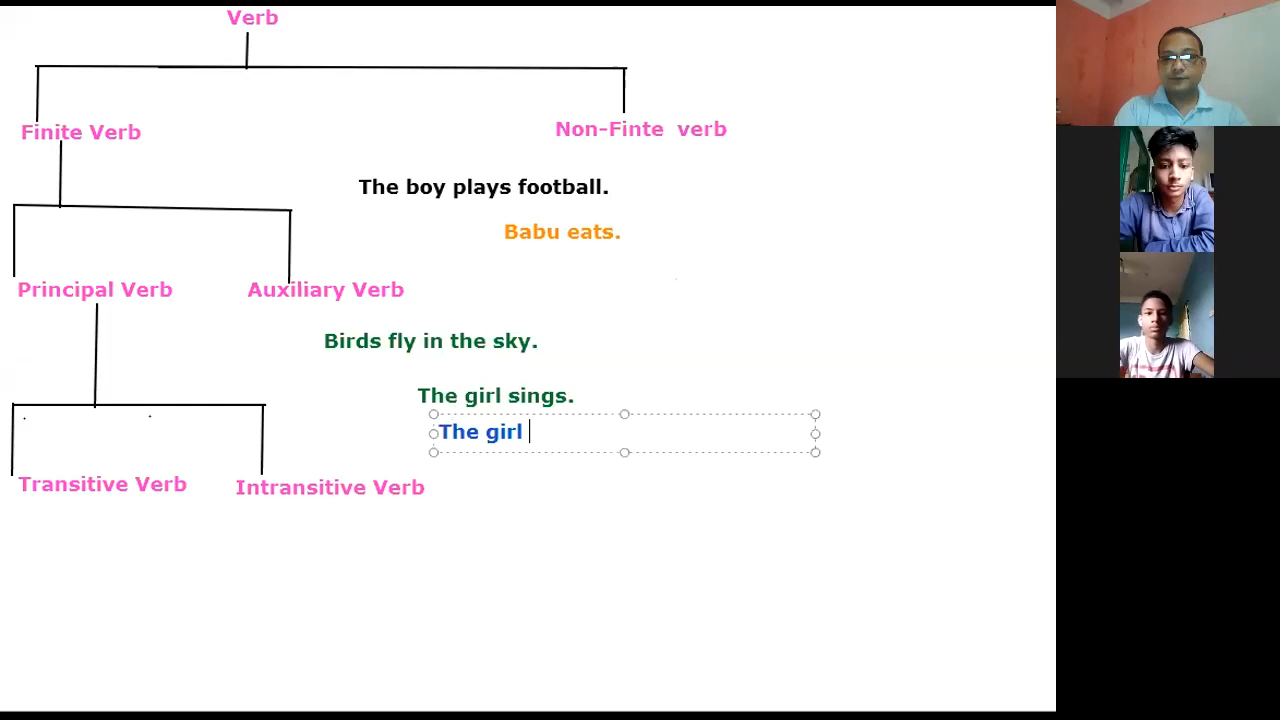 Verb
Finite Verb
Non-Finte verb
The boy plays football.
Babu eats.
Principal Verb
Auxiliary Verb
Birds fly in the sky.
The girl sings.
The girl
Transitive Verb
Intransitive Verb